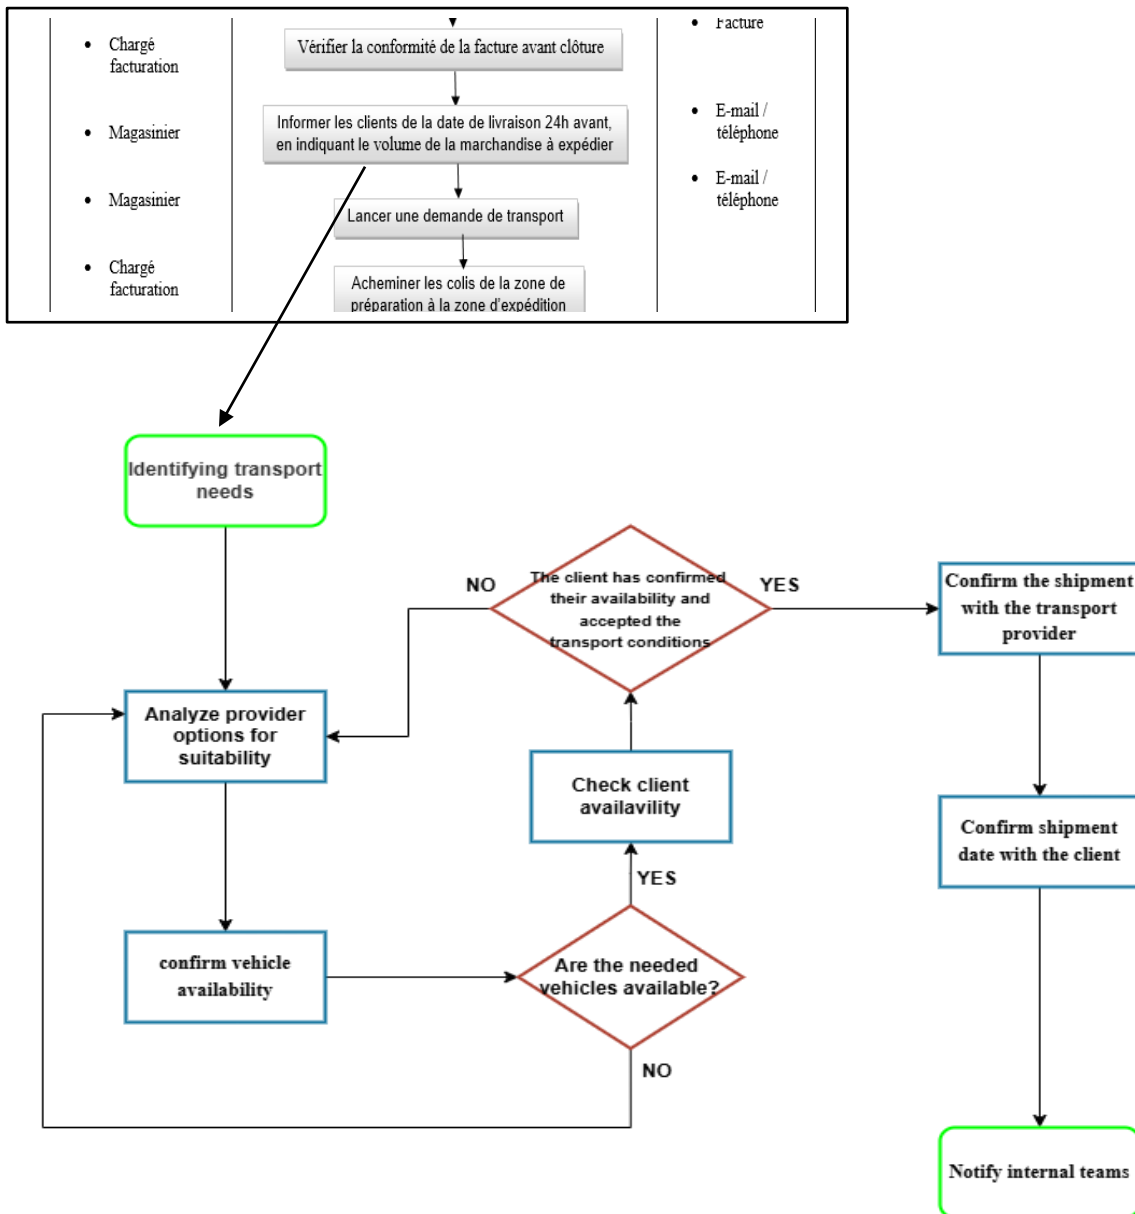 • Chargé
facturation
Vérifier la conformité de la facture avant clôture
• Facture
• Magasinier
Informer les clients de la date de livraison 24h avant,
en indiquant le volume de la marchandise à expédier
• E-mail /
téléphone
• Magasinier
Lancer une demande de transport
• E-mail /
téléphone
• Chargé
facturation
Acheminer les colis de la zone de
préparation à la zone d'expédition
Identifying transport
needs
NO
The client has confirmed
their availability and
accepted the
transport conditions
YES
Confirm the shipment
with the transport
provider
Analyze provider
options for
suitability
Check client
availavility
Confirm shipment
date with the client
YES
confirm vehicle
availability
Are the needed
vehicles available?
NO
Notify internal teams